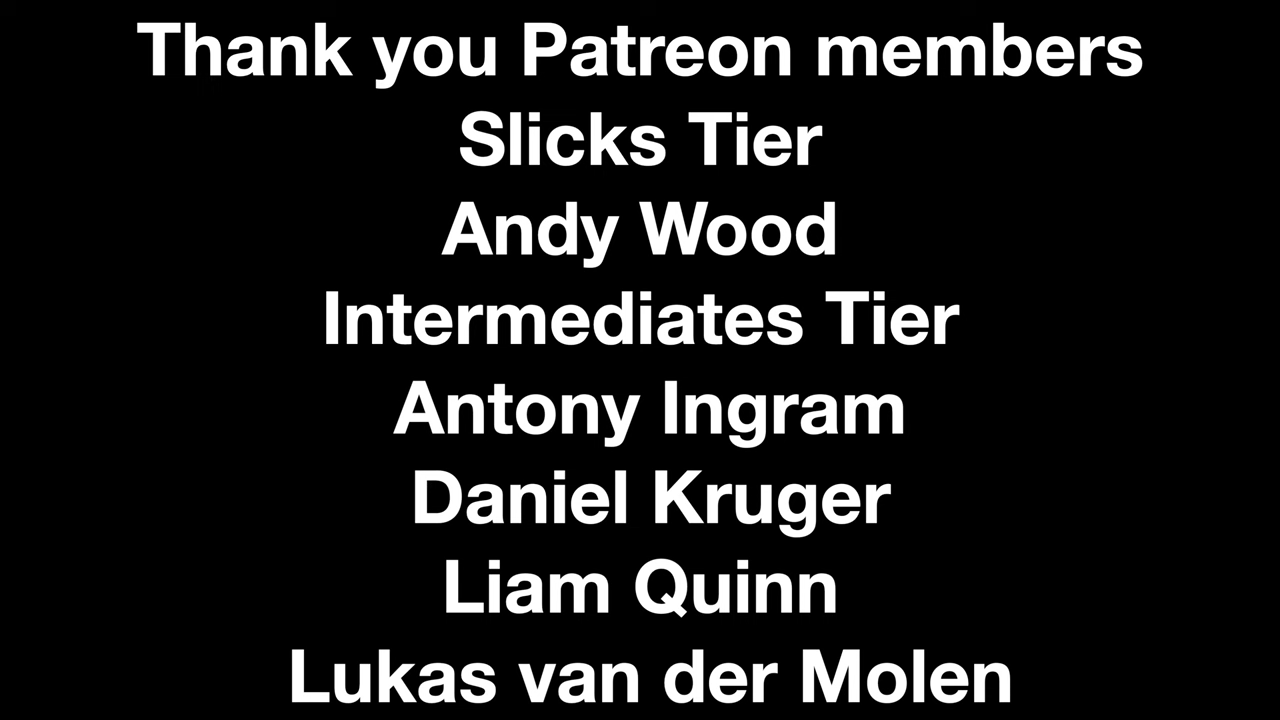 Thank you Patreon members
Slicks Tier
Andy Wood
Intermediates Tier
Antony Ingram
Daniel Kruger
Liam Quinn
Lukas van der Molen